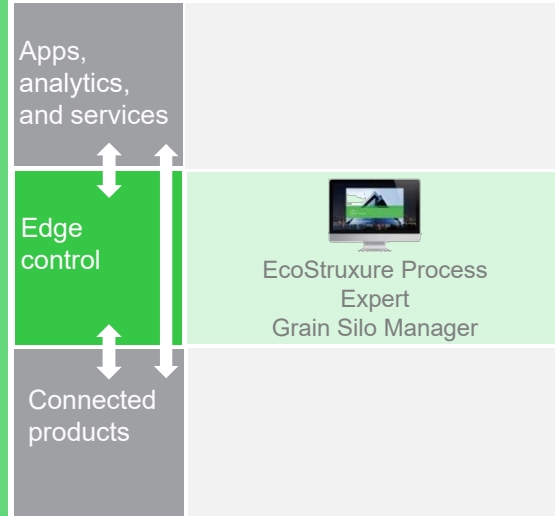 Apps,
analytics,
and services
Edge
control
EcoStruxure Process
Expert
Grain Silo Manager
Connected
products